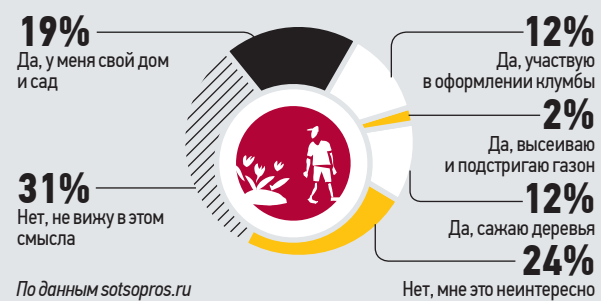 19%
Да, у меня свой дом
и сад
31%
Нет, не вижу в этом
смысла
По данным sotsopros.ru
12%
Да, участвую
в оформлении клумбы
2%
Да, высеиваю
и подстригаю газон
12%
Да, сажаю деревья
24%
Нет, мне это неинтересно